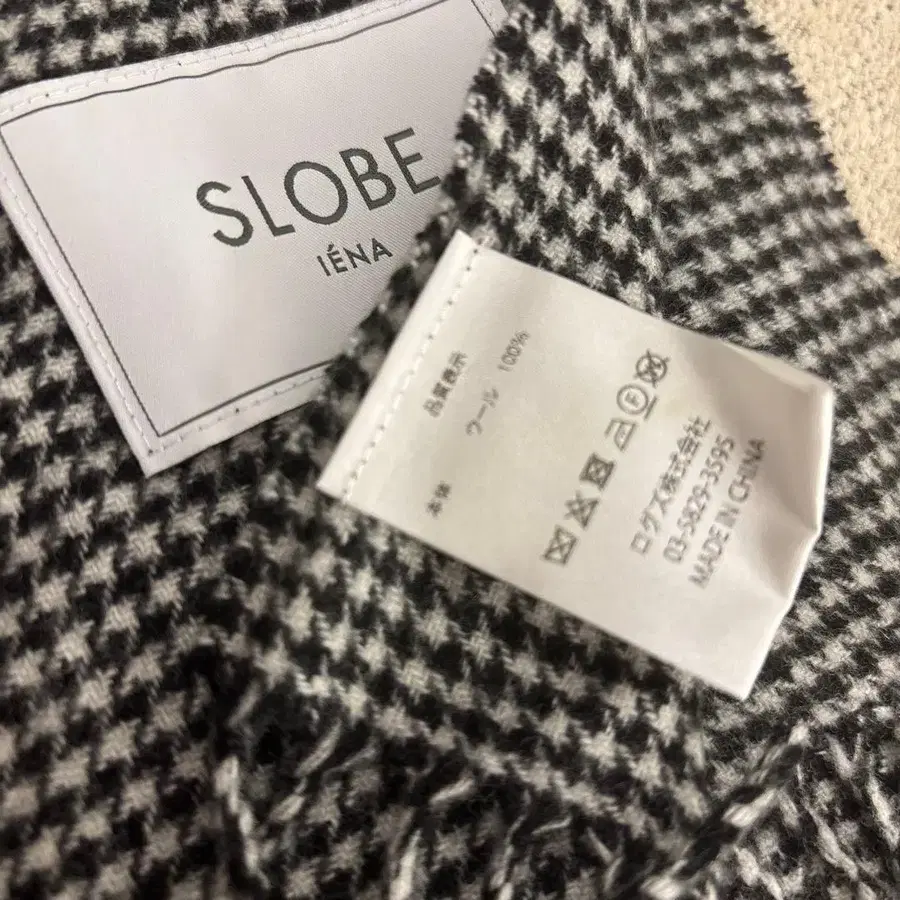 SLOBE
IÉNA
品質表示
本体 ウール 100%
ログズ株式会社
03-5829-3595
MADE IN CHINA